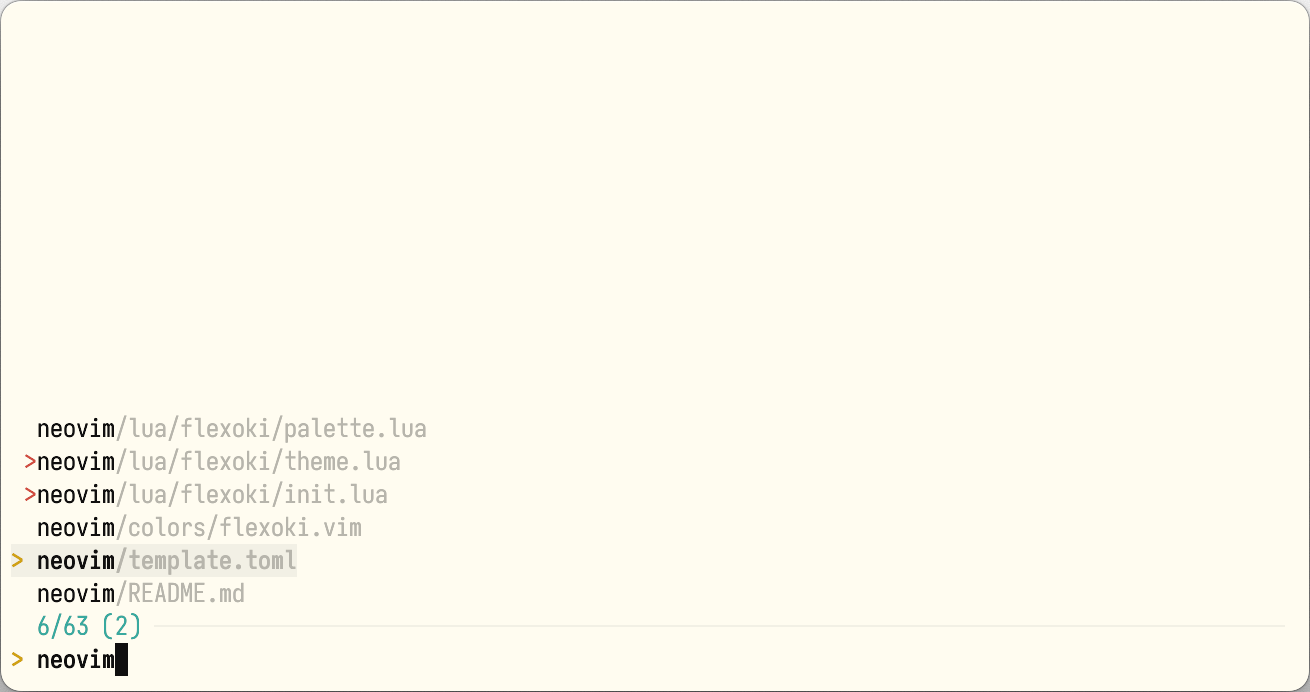 neovim/lua/flexoki/palette.lua
>neovim/lua/flexoki/theme.lua
>neovim/lua/flexoki/init.lua
neovim/colors/flexoki.vim
> neovim/template.toml
neovim/README.md
6/63 (2)
> neovim